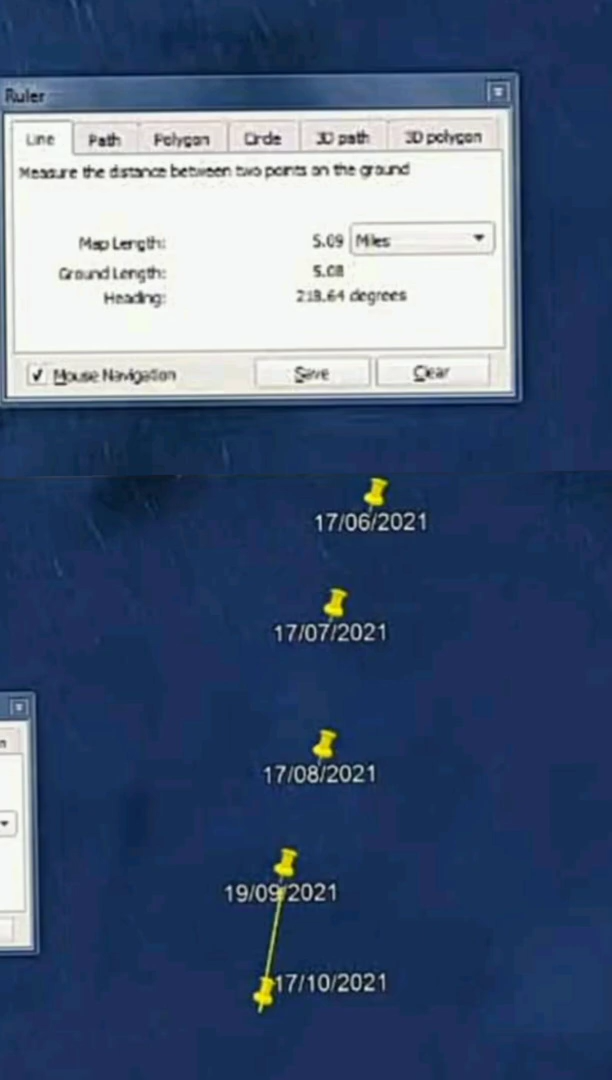 Ruler
Line Path Polygon Circle 3D path 3D polygon
Measure the distance between two points on the ground
Map Length: 5.09 Miles
Ground Length: 5.08
Heading: degrees
Mouse Navigation Save Clear
17/06/2021
17/07/2021
n
17/08/2021
19/09/2021
17/10/2021